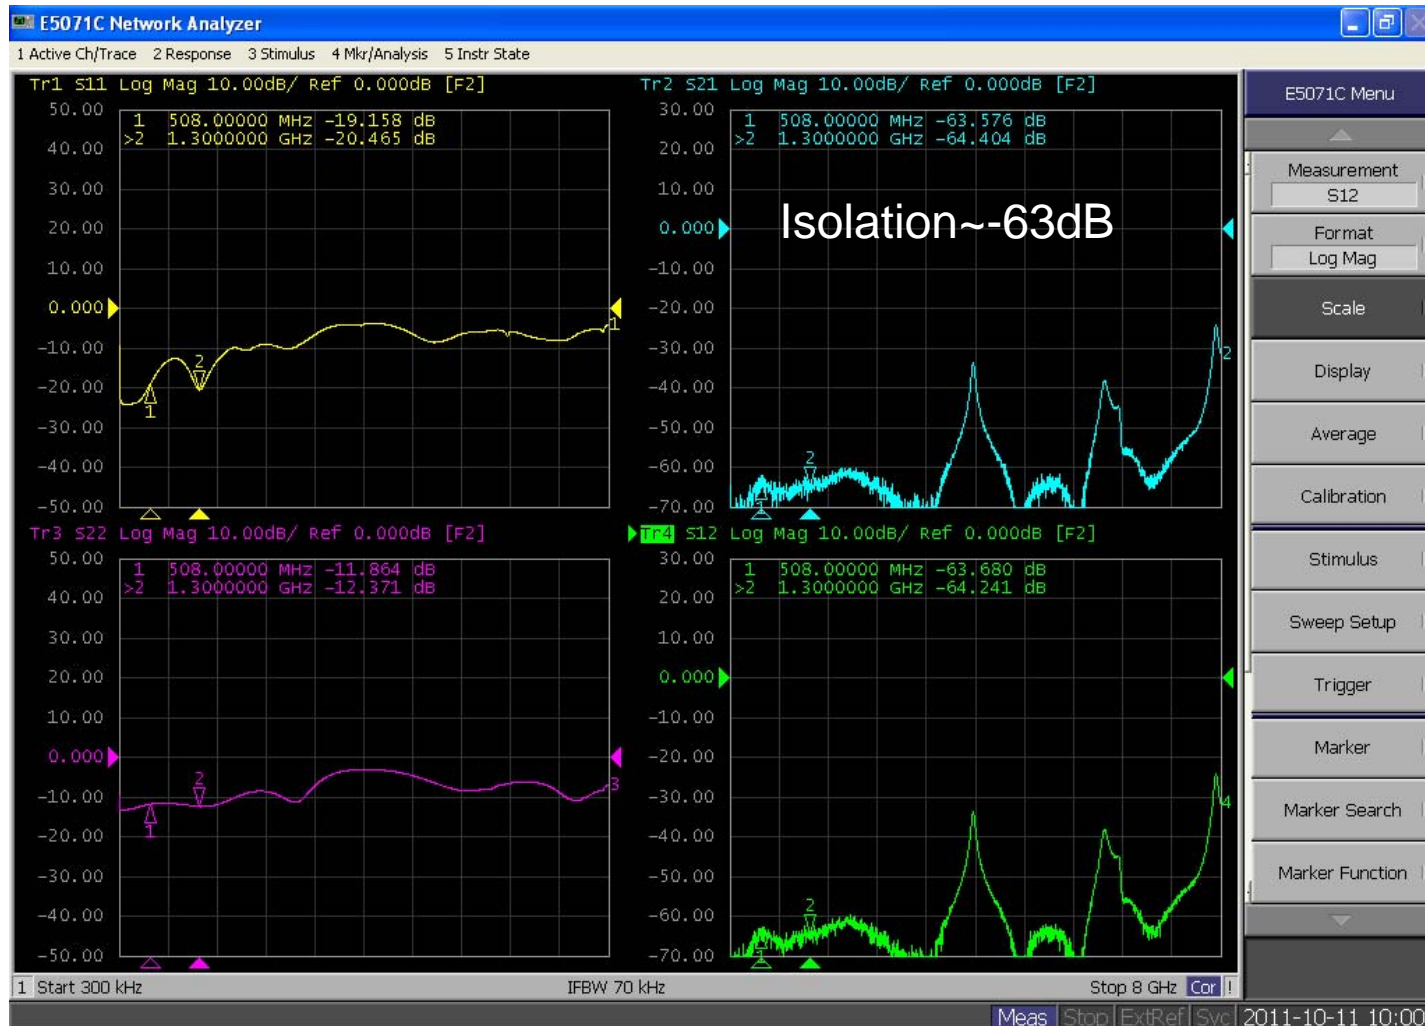 E5071C Network Analyzer
1 Active Ch/Trace 2 Response 3 Stimulus 4 Mkr/Analysis 5 Instr State
Tr1 S11 Log Mag 10.00dB/ Ref 0.000dB [F2]
50.00
40.00
30.00
20.00
10.00
0.000
-10.00
-20.00
-30.00
-40.00
-50.00
1 508.00000 MHz -19.158 dB
>2 1.3000000 GHz -20.465 dB
1
2
1
Tr2 S21 Log Mag 10.00dB/ Ref 0.000dB [F2]
30.00
20.00
10.00
0.000
-10.00
-20.00
-30.00
-40.00
-50.00
-60.00
-70.00
1 508.00000 MHz -63.576 dB
>2 1.3000000 GHz -64.404 dB
Isolation~-63dB
2
2
1
Tr3 S22 Log Mag 10.00dB/ Ref 0.000dB [F2]
50.00
40.00
30.00
20.00
10.00
0.000
-10.00
-20.00
-30.00
-40.00
-50.00
1 508.00000 MHz -11.864 dB
>2 1.3000000 GHz -12.371 dB
2
3
1
Tr4 S12 Log Mag 10.00dB/ Ref 0.000dB [F2]
30.00
20.00
10.00
0.000
-10.00
-20.00
-30.00
-40.00
-50.00
-60.00
-70.00
1 508.00000 MHz -63.680 dB
>2 1.3000000 GHz -64.241 dB
4
2
1
E5071C Menu
Measurement
S12
Format
Log Mag
Scale
Display
Average
Calibration
Stimulus
Sweep Setup
Trigger
Marker
Marker Search
Marker Function
1 Start 300 kHz IFBW 70 kHz Stop 8 GHz Cor !
Meas Stop ExtRef Svc 2011-10-11 10:00